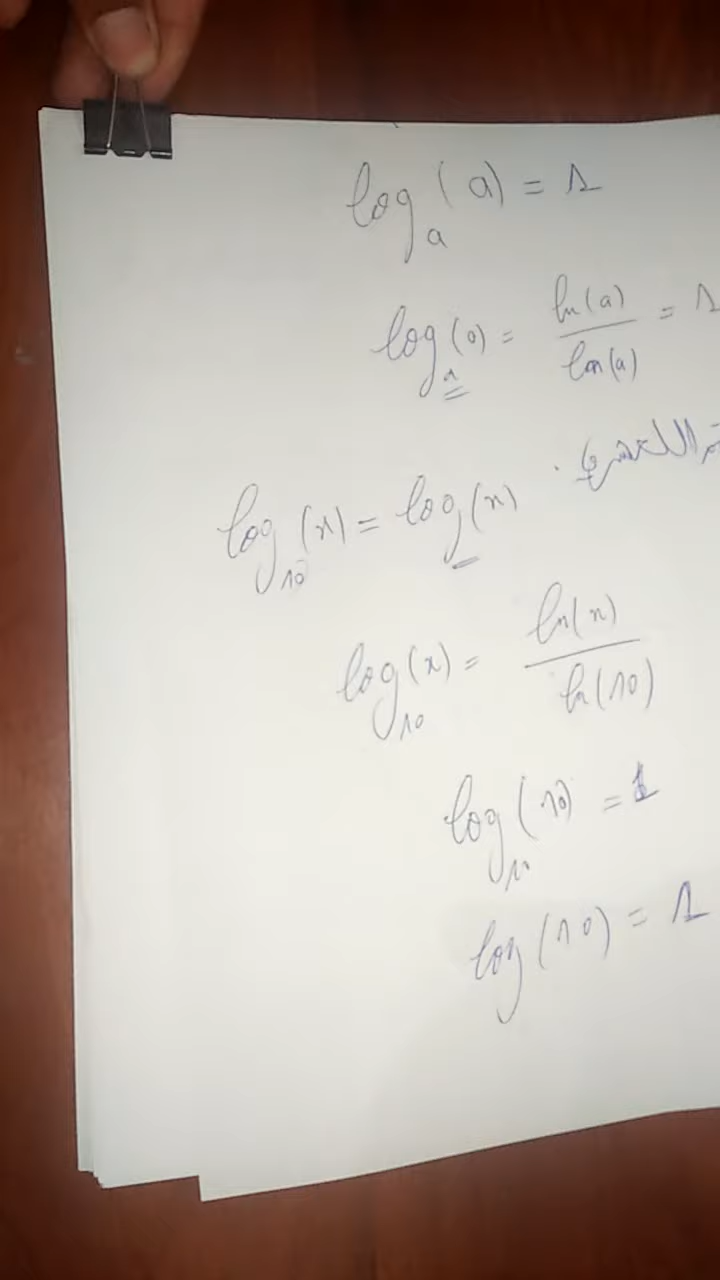 log_a (a) = 1
log_a (a) = ln(a) / ln(a) = 1
log_10 (x) = log (x)
log_10 (x) = ln(x) / ln(10)
log_10 (10) = 1
log (10) = 1